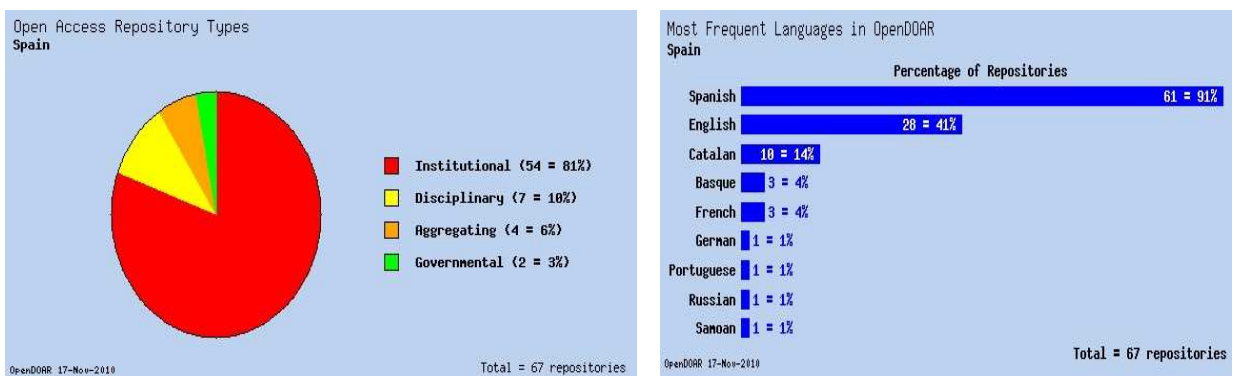 Open Access Repository Types
Spain
Institutional (54 = 81%)
Disciplinary (7 = 10%)
Aggregating (4 = 6%)
Governmental (2 = 3%)
OpenDOAR 17-Nov-2010
Total = 67 repositories
Most Frequent Languages in OpenDOAR
Spain
Percentage of Repositories
Spanish 61 = 91%
English 28 = 41%
Catalan 10 = 14%
Basque 3 = 4%
French 3 = 4%
German 1 = 1%
Portuguese 1 = 1%
Russian 1 = 1%
Samoan 1 = 1%
Total = 67 repositories
OpenDOAR 17-Nov-2010